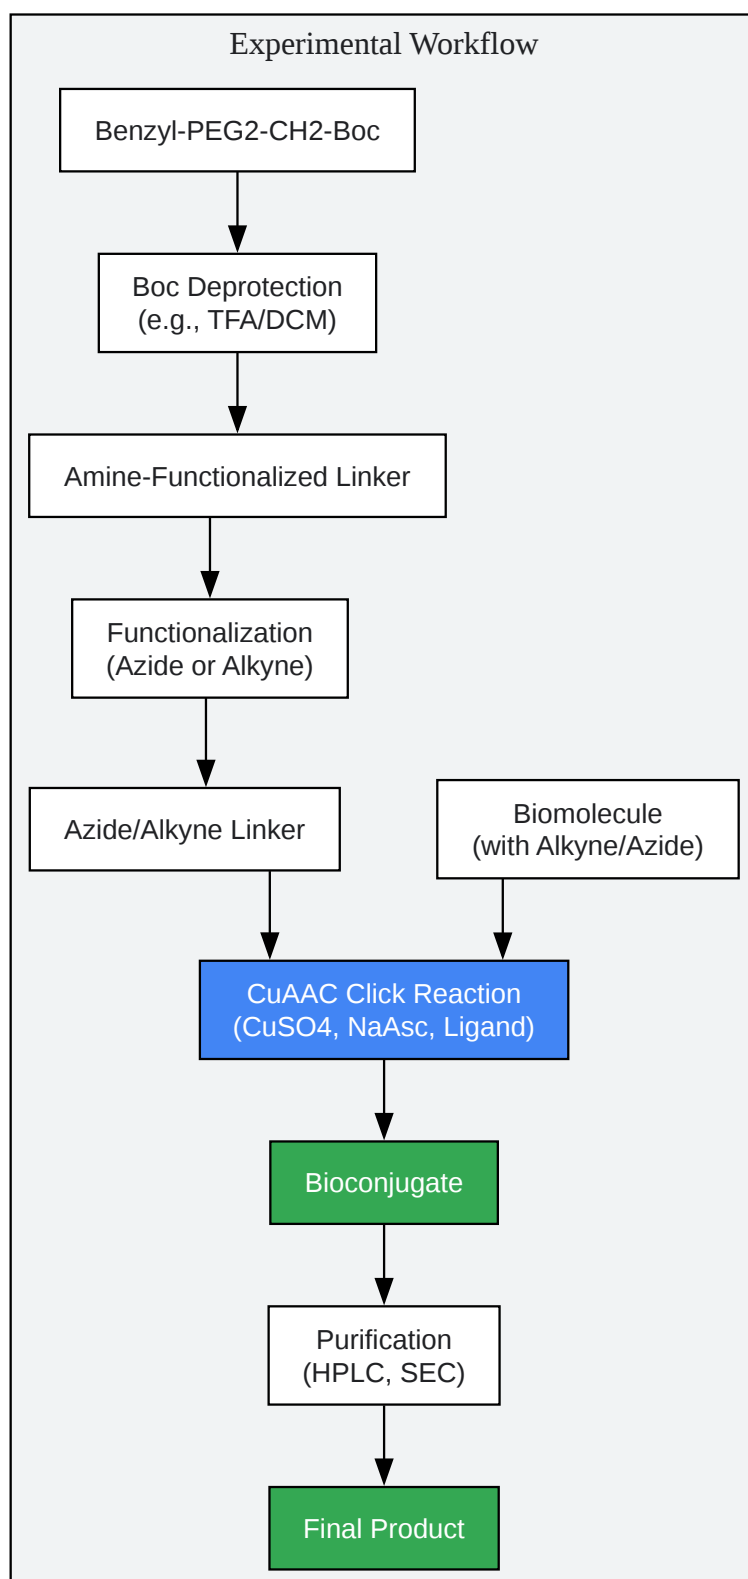 Experimental Workflow
Benzyl-PEG2-CH2-Boc
Boc Deprotection
(e.g., TFA/DCM)
Amine-Functionalized Linker
Functionalization
(Azide or Alkyne)
Azide/Alkyne Linker
Biomolecule
(with Alkyne/Azide)
CuAAC Click Reaction
(CuSO4, NaAsc, Ligand)
Bioconjugate
Purification
(HPLC, SEC)
Final Product